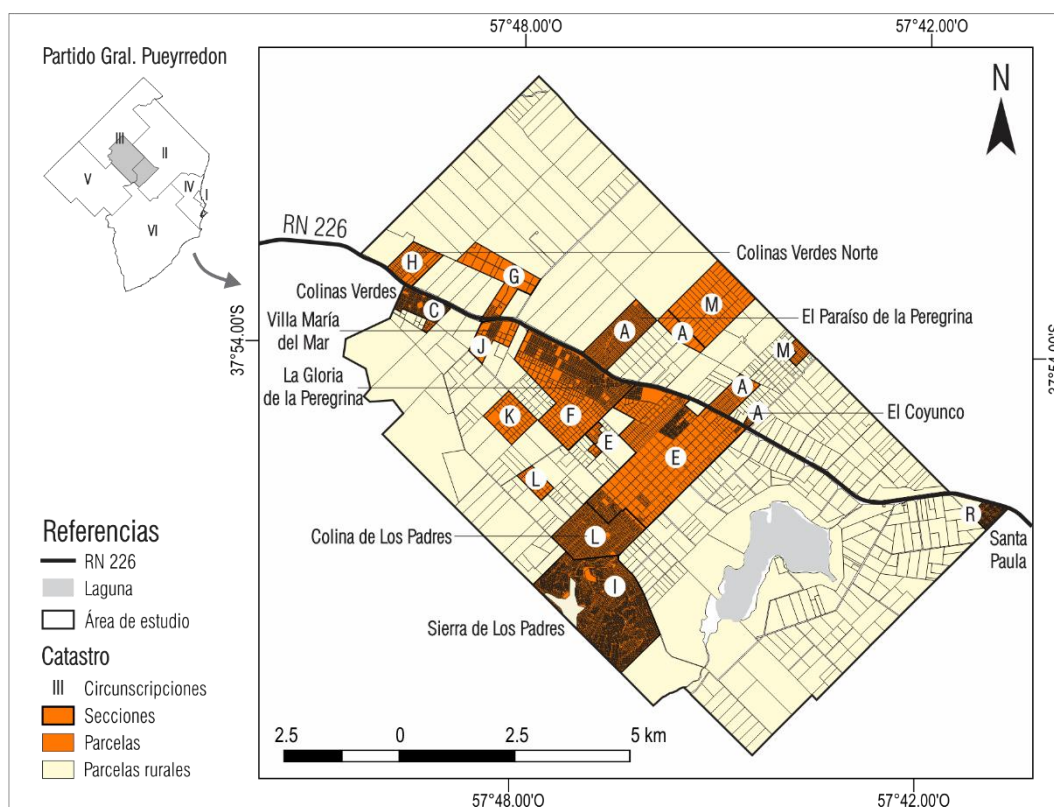 57°48.00'O
57°42.00'O
Partido Gral. Pueyrredon
III
II
V
IV
I
VI
N
RN 226
37°54.00'S
37°54.00'S
Colinas Verdes Norte
H
G
Colinas Verdes
C
M
Villa María
del Mar
A
A
El Paraíso de la Peregrina
J
M
La Gloria
de la Peregrina
A
K
F
A
El Coyunco
E
E
L
R
Santa
Paula
Colina de Los Padres
L
I
Sierra de Los Padres
Referencias
RN 226
Laguna
Área de estudio
Catastro
III Circunscripciones
Secciones
Parcelas
Parcelas rurales
2.5 0 2.5 5 km
57°48.00'O
57°42.00'O